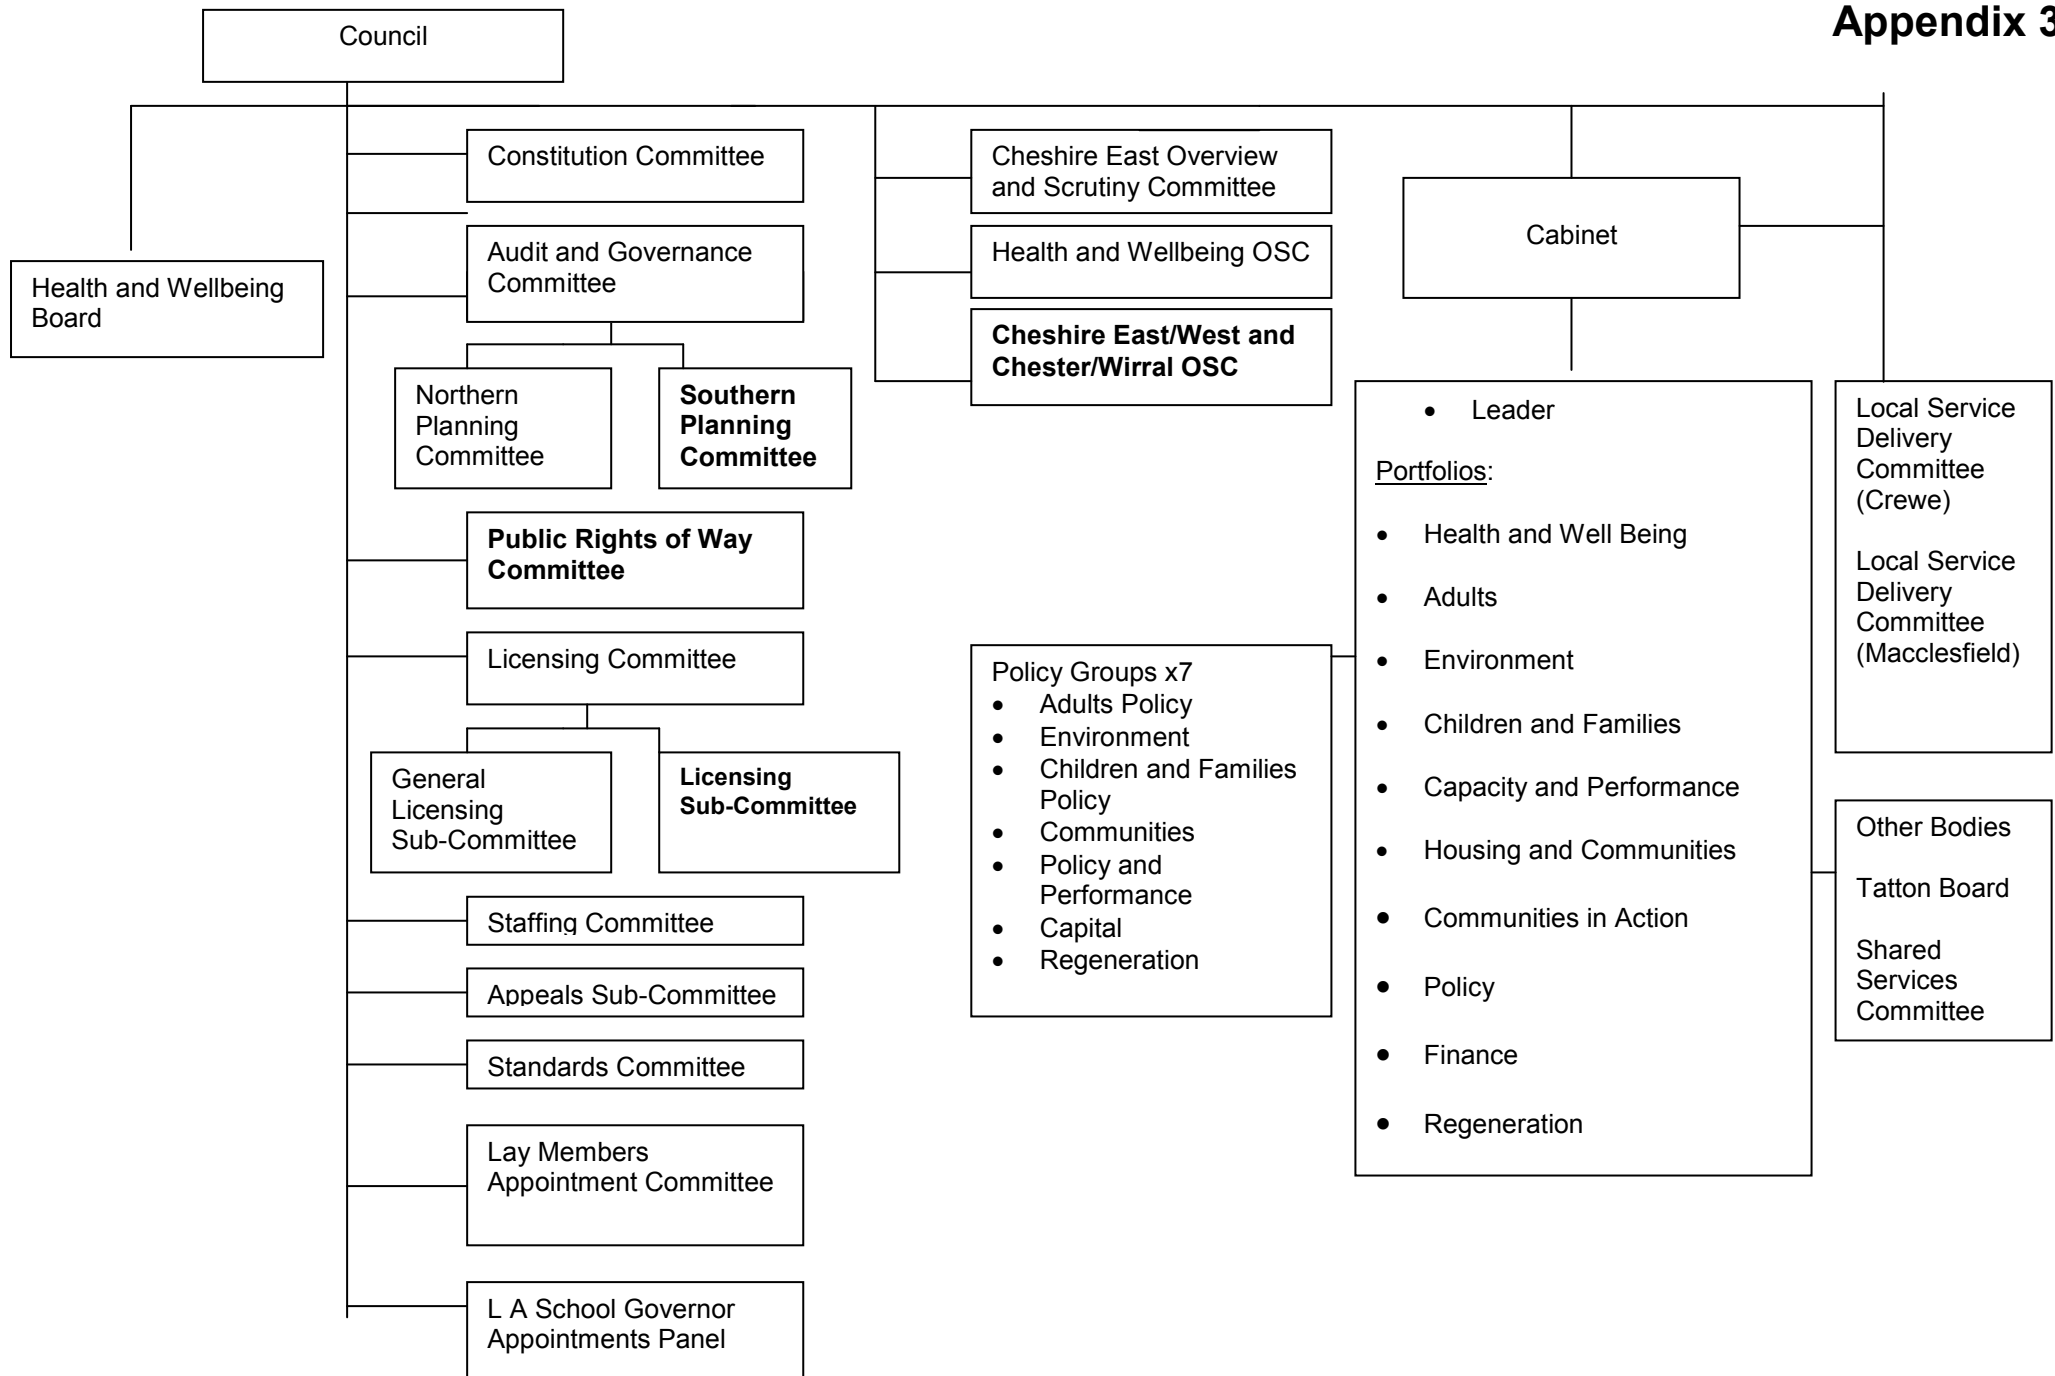 Appendix 3
Council
Health and Wellbeing
Board
Constitution Committee
Audit and Governance
Committee
Northern
Planning
Committee
Southern
Planning
Committee
Public Rights of Way
Committee
Licensing Committee
General
Licensing
Sub-Committee
Licensing
Sub-Committee
Staffing Committee
Appeals Sub-Committee
Standards Committee
Lay Members
Appointment Committee
L A School Governor
Appointments Panel
Cheshire East Overview
and Scrutiny Committee
Health and Wellbeing OSC
Cheshire East/West and
Chester/Wirral OSC
Policy Groups x7
• Adults Policy
• Environment
• Children and Families
Policy
• Communities
• Policy and
Performance
• Capital
• Regeneration
Cabinet
• Leader
Portfolios:
• Health and Well Being
• Adults
• Environment
• Children and Families
• Capacity and Performance
• Housing and Communities
• Communities in Action
• Policy
• Finance
• Regeneration
Local Service
Delivery
Committee
(Crewe)
Local Service
Delivery
Committee
(Macclesfield)
Other Bodies
Tatton Board
Shared
Services
Committee